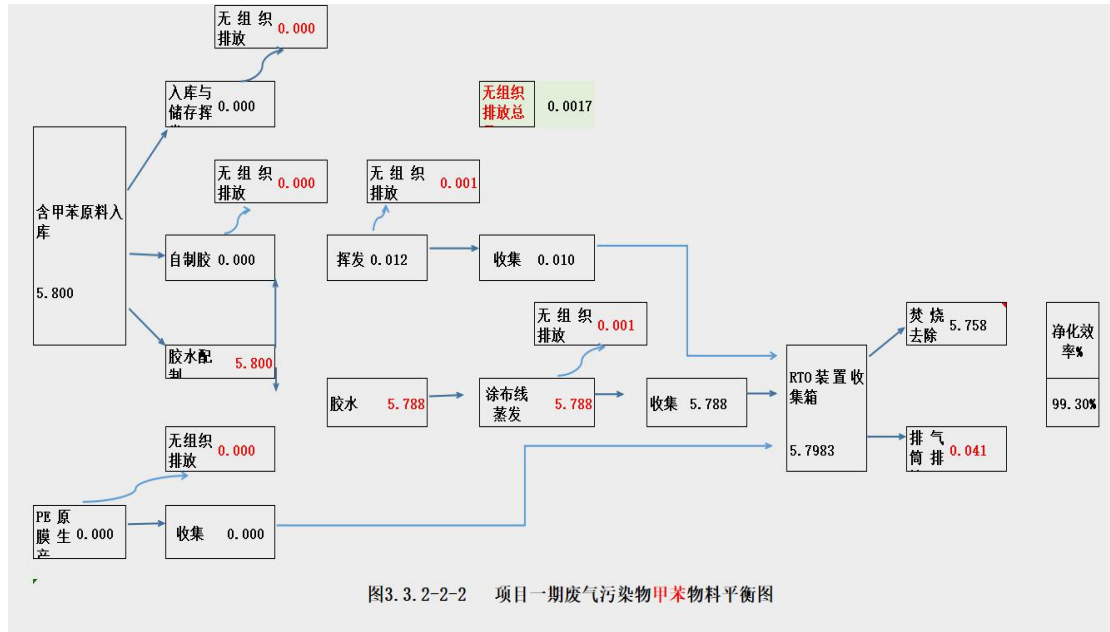 无组织
排放 0.000
入库与
储存挥 0.000
无组织
排放总
0.0017
含甲苯原料入
库
5.800
无组织
排放 0.000
无组织
排放 0.001
自制胶 0.000
挥发 0.012
收集 0.010
无组织
排放 0.001
焚烧
去除 5.758
净化效
率%
99.30%
胶水配
制 5.800
胶水 5.788
涂布线
蒸发 5.788
收集 5.788
RTO装置收
集箱
5.7983
排气
筒排 0.041
无组织
排放 0.000
PE原
膜生
产 0.000
收集 0.000
图3.3.2-2-2 项目一期废气污染物甲苯物料平衡图